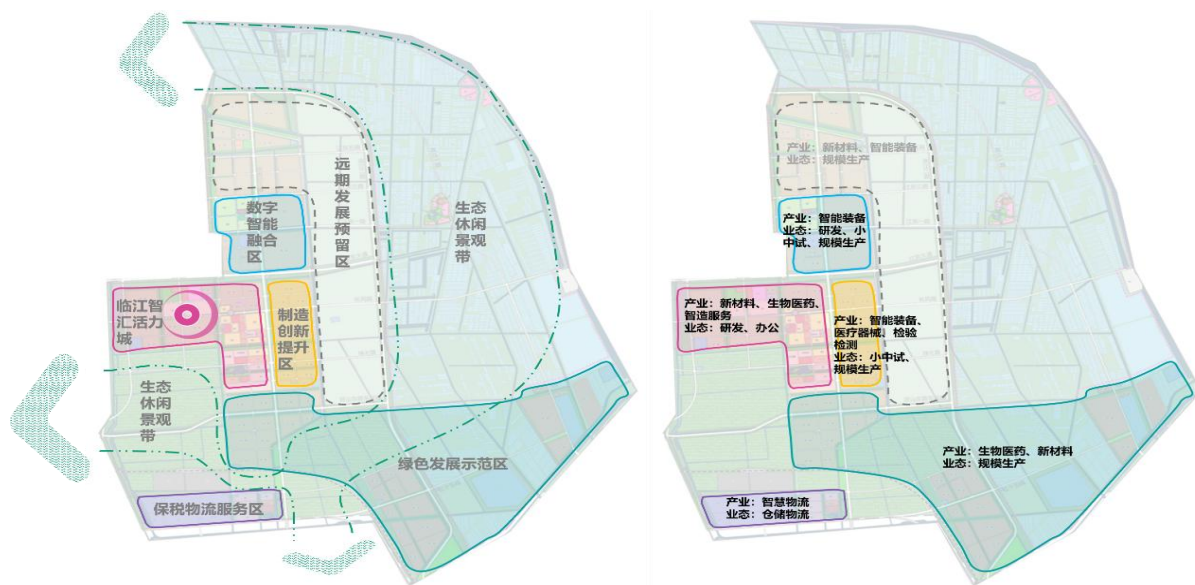 数字
智能
融合
区
远期发展预留区
生态
休闲
景观
带
临江智
汇活力
城
制造
创新
提升
区
生态
休闲
景观
带
绿色发展示范区
保税物流服务区
产业：新材料、智能装备
业态：规模生产
产业：智能装备
业态：研发、小
中试、规模生产
产业：新材料、生物医药、
智造服务
业态：研发、办公
产业：智能装备、
医疗器械、检验
检测
业态：小中试、
规模生产
产业：生物医药、新材料
业态：规模生产
产业：智慧物流
业态：仓储物流